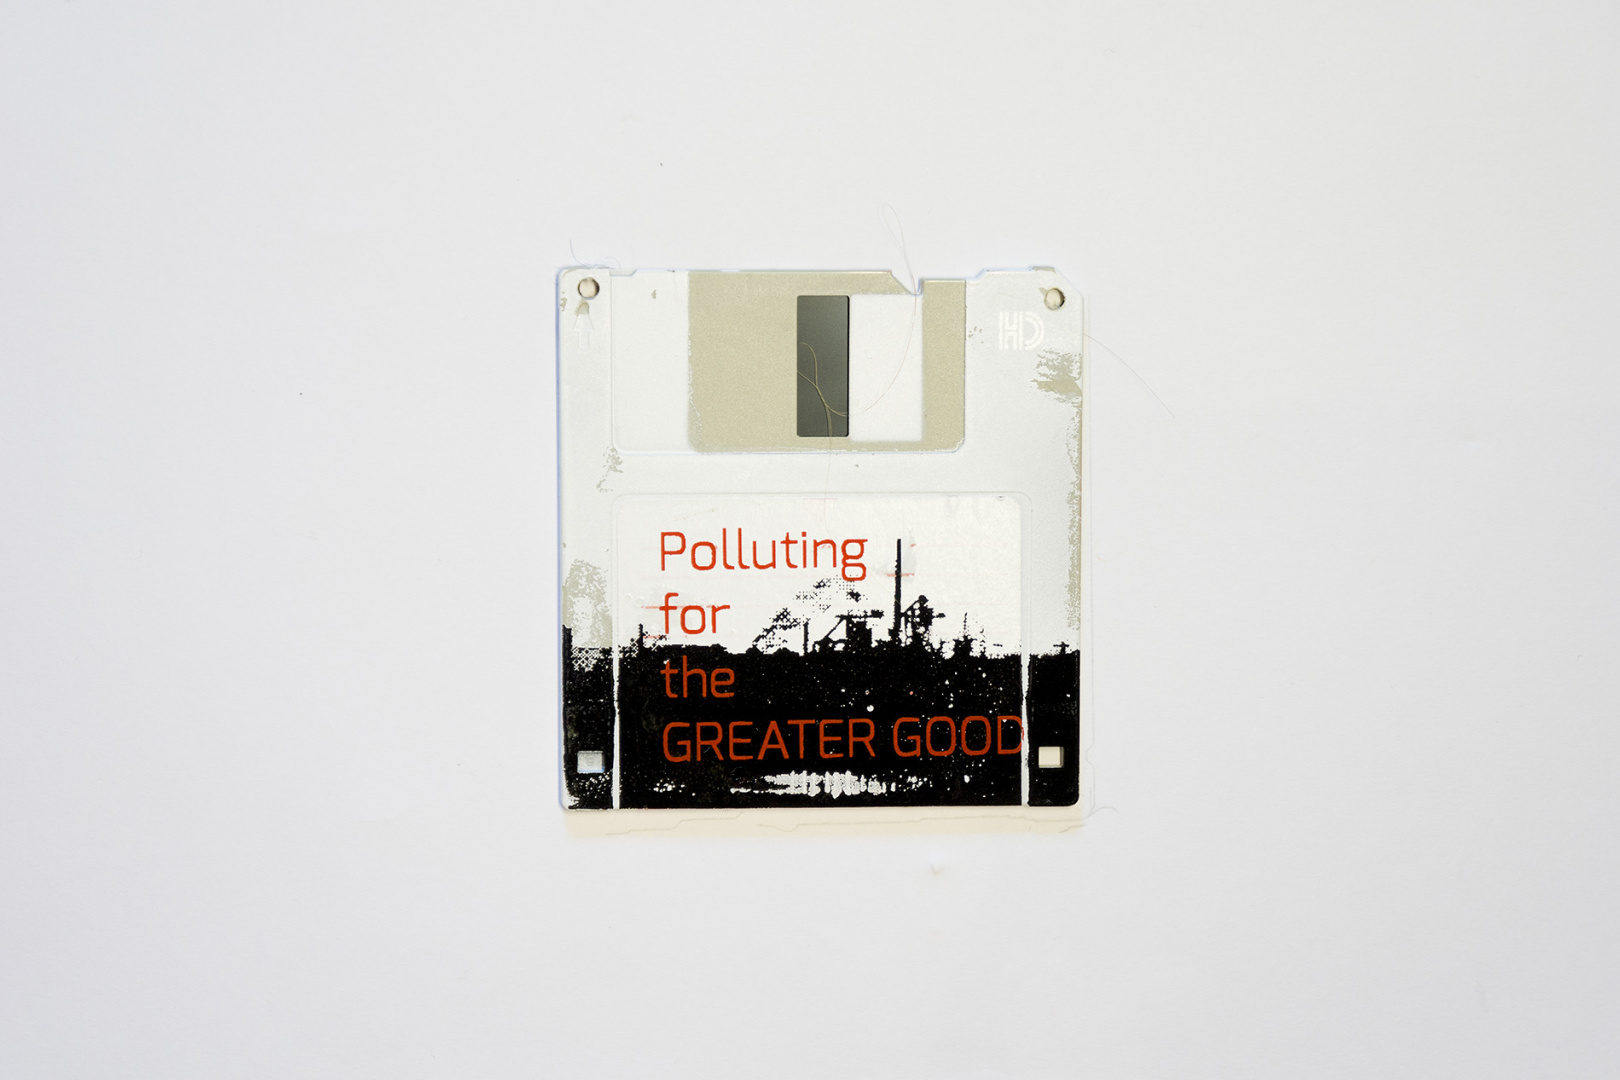 HD
Polluting
for
the
GREATER GOOD